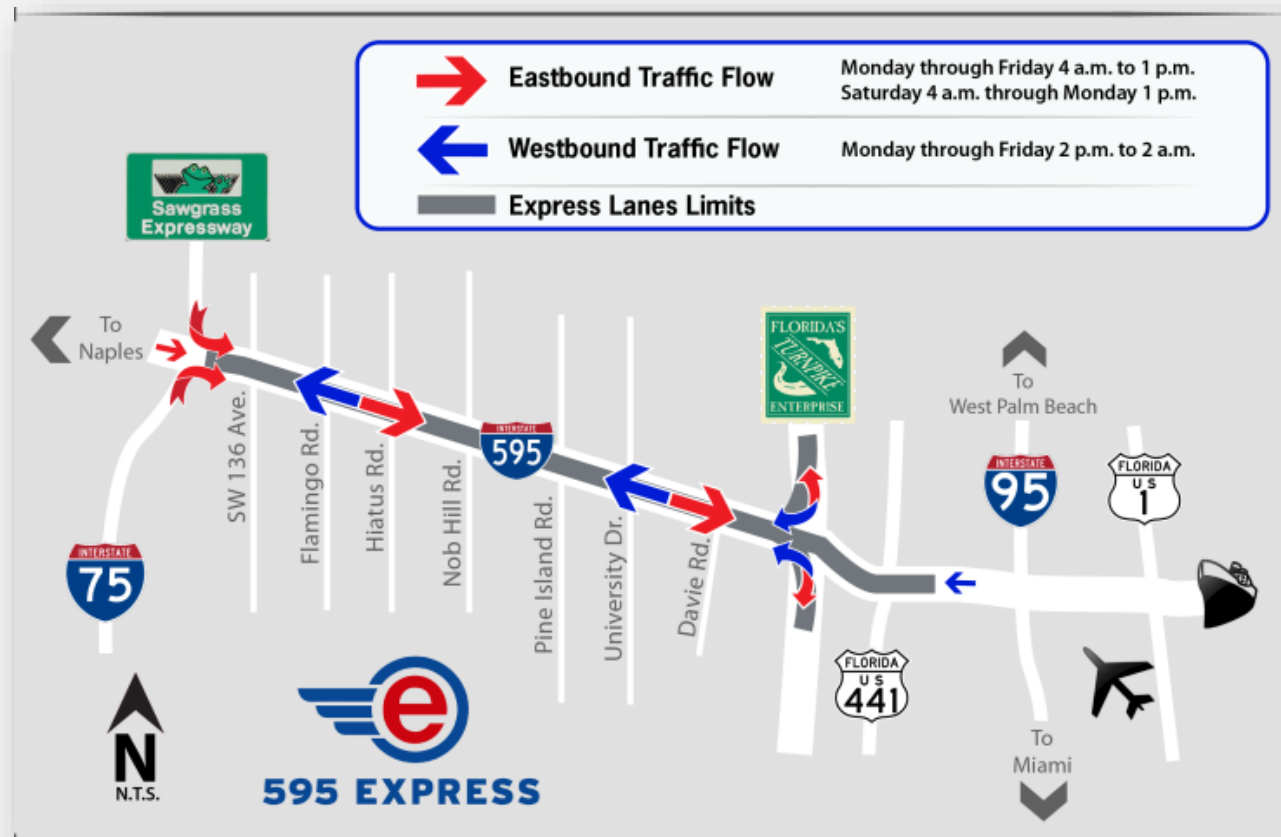 Eastbound Traffic Flow
Monday through Friday 4 a.m. to 1 p.m.
Saturday 4 a.m. through Monday 1 p.m.
Westbound Traffic Flow
Monday through Friday 2 p.m. to 2 a.m.
Express Lanes Limits
Sawgrass
Expressway
To
Naples
SW 136 Ave.
Flamingo Rd.
Hiatus Rd.
Nob Hill Rd.
INTERSTATE
595
Pine Island Rd.
University Dr.
Davie Rd.
FLORIDA'S
TURNPIKE
ENTERPRISE
To
West Palm Beach
INTERSTATE
95
FLORIDA
US
1
INTERSTATE
75
FLORIDA
US
441
To
Miami
N
N.T.S.
e
595 EXPRESS